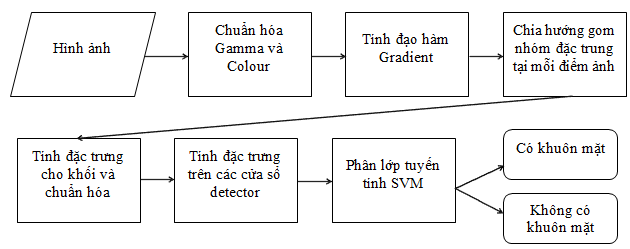 Hình ảnh
Chuẩn hóa
Gamma và
Colour
Tính đạo hàm
Gradient
Chia hướng gom
nhóm đặc trưng
tại mỗi điểm ảnh
Tính đặc trưng
cho khối và
chuẩn hóa
Tính đặc trưng
trên các cửa sổ
detector
Phân lớp tuyến
tính SVM
Có khuôn mặt
Không có
khuôn mặt